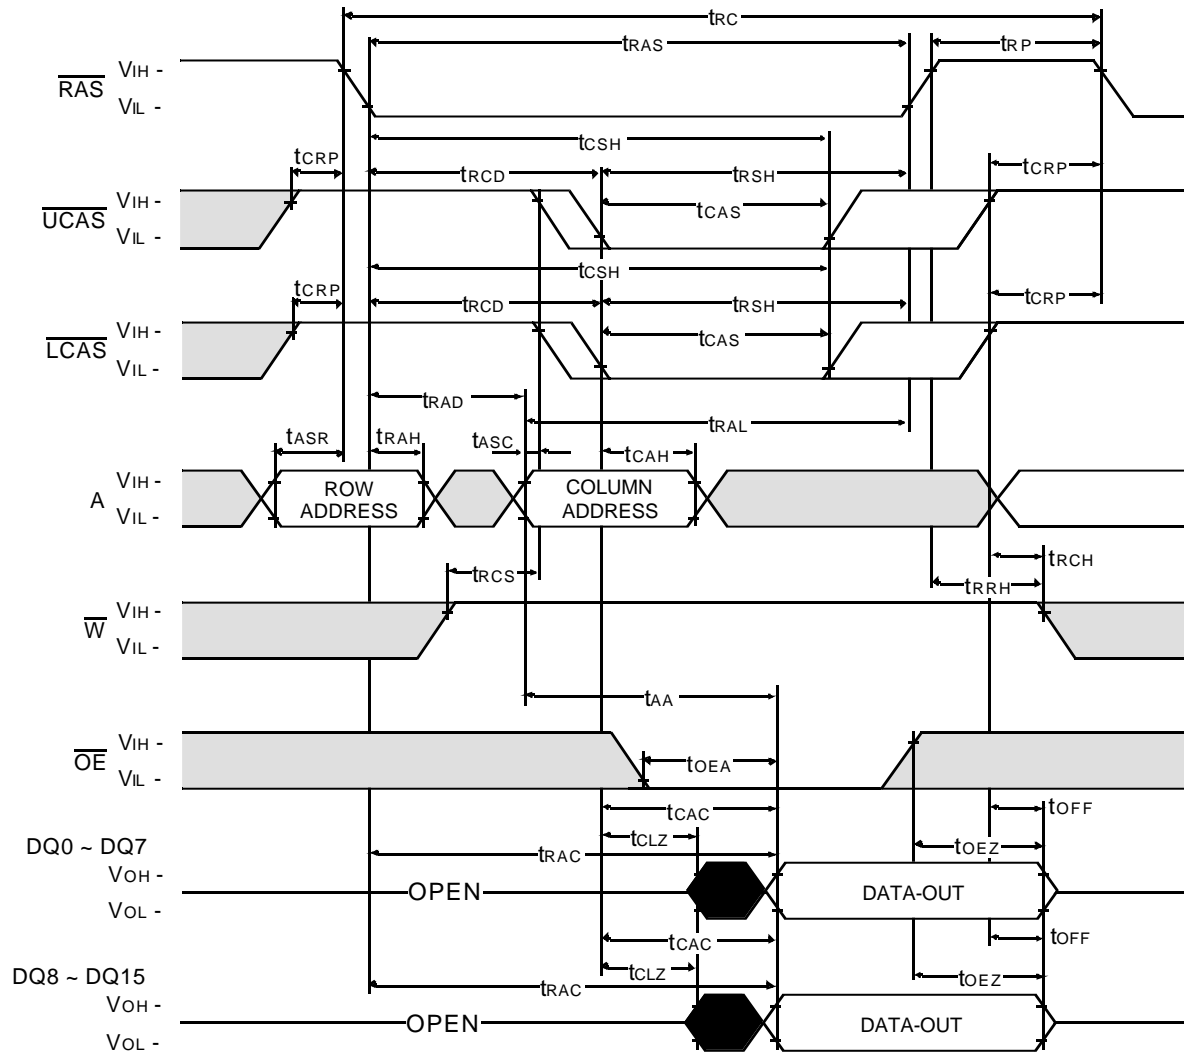 tRC
tRAS
tRP
RAS
VIH -
VIL -
tCSH
tCRP
tRCD
tRSH
tCRP
UCAS
VIH -
VIL -
tCAS
tCSH
tCRP
tRCD
tRSH
tCRP
LCAS
VIH -
VIL -
tCAS
tRAD
tRAL
tASR
tRAH
tASC
tCAH
A
VIH -
VIL -
ROW
ADDRESS
COLUMN
ADDRESS
tRCH
tRCS
tRRH
W
VIH -
VIL -
tAA
OE
VIH -
VIL -
tOEA
tCAC
tOFF
tCLZ
tOEZ
DQ0 ~ DQ7
tRAC
VOH -
VOL -
OPEN
DATA-OUT
tCAC
tOFF
tCLZ
tOEZ
DQ8 ~ DQ15
tRAC
VOH -
VOL -
OPEN
DATA-OUT